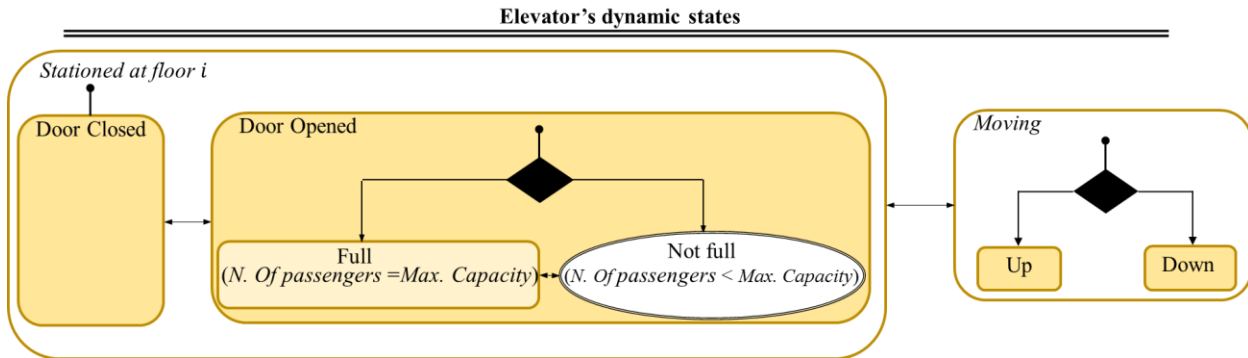 Elevator’s dynamic states
Stationed at floor i
Door Closed
Door Opened
Full
(N. Of passengers =Max. Capacity)
Not full
(N. Of passengers < Max. Capacity)
Moving
Up
Down